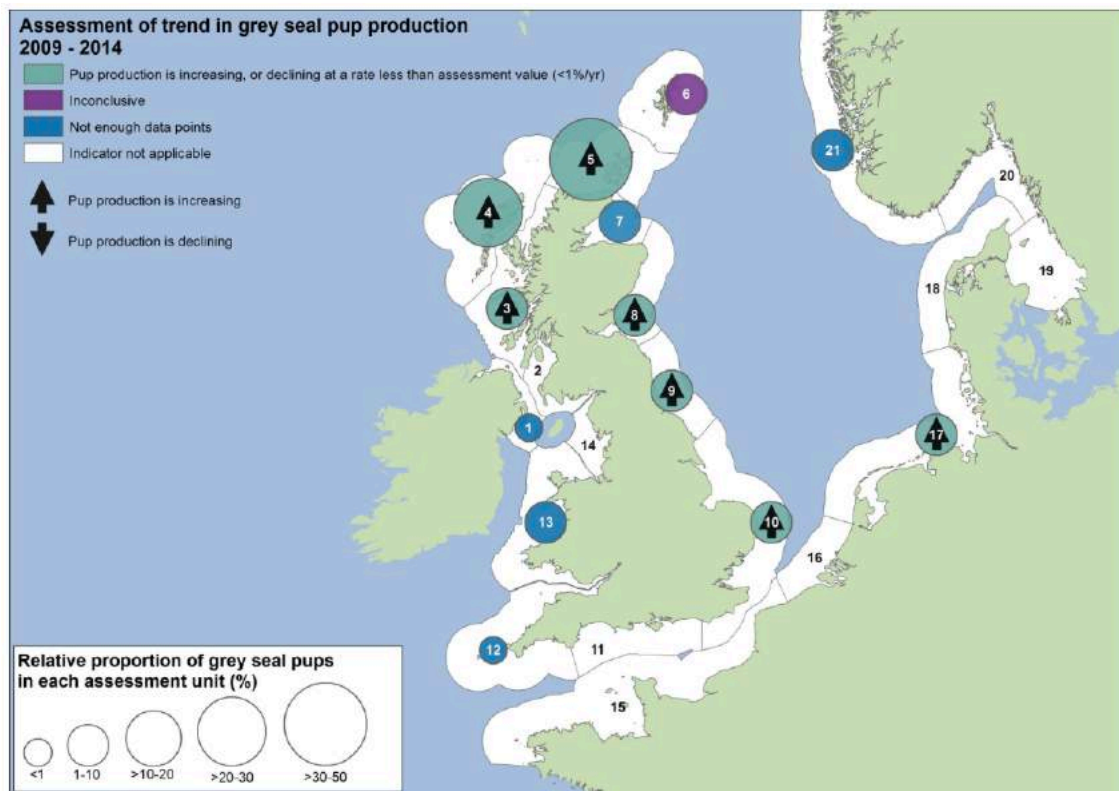 Assessment of trend in grey seal pup production
2009 - 2014
Pup production is increasing, or declining at a rate less than assessment value (<1%/yr)
Inconclusive
Not enough data points
Indicator not applicable
Pup production is increasing
Pup production is declining
6
5
21
20
4
7
19
18
3
8
2
9
1
17
14
13
10
16
12
11
15
Relative proportion of grey seal pups
in each assessment unit (%)
<1
1-10
>10-20
>20-30
>30-50